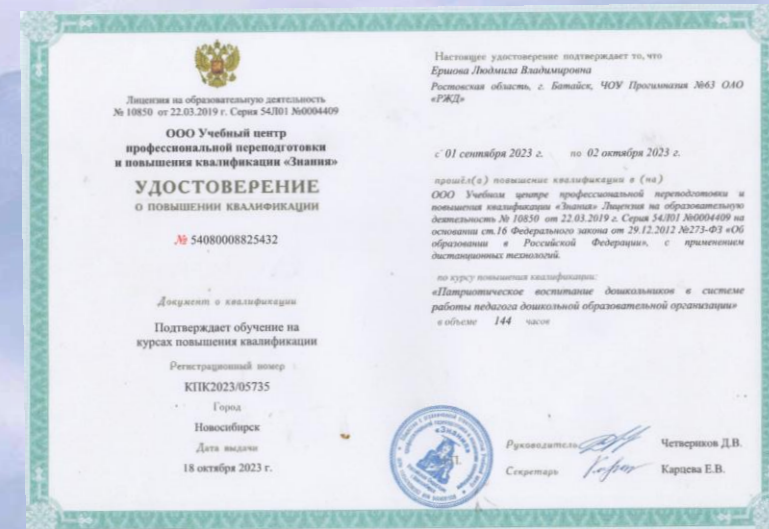 Лицензия на образовательную деятельность
№ 10850 от 22.03.2019 г. Серия 54Л01 №0004409
ООО Учебный центр
профессиональной переподготовки
и повышения квалификации «Знания»
УДОСТОВЕРЕНИЕ
О ПОВЫШЕНИИ КВАЛИФИКАЦИИ
№ 54080008825432
Документ о квалификации
Подтверждает обучение на
курсах повышения квалификации
Регистрационный номер
КПК2023/05735
Город
Новосибирск
Дата выдачи
18 октября 2023 г.
Настоящее удостоверение подтверждает то, что
Ершова Людмила Владимировна
Ростовская область, г. Батайск, ЧОУ Прогимназия №63 ОАО
«РЖД»
с 01 сентября 2023 г. по 02 октября 2023 г.
прошёл(а) повышение квалификации в (на)
ООО Учебном центре профессиональной переподготовки и
повышения квалификации «Знания» Лицензия на образовательную
деятельность № 10850 от 22.03.2019 г. Серия 54Л01 №0004409 на
основании ст.16 Федерального закона от 29.12.2012 №273-ФЗ «Об
образовании в Российской Федерации», с применением
дистанционных технологий.
по курсу повышения квалификации:
«Патриотическое воспитание дошкольников в системе
работы педагога дошкольной образовательной организации»
в объеме 144 часов
«Знания»
Руководитель Четвериков Д.В.
Секретарь Карцева Е.В.